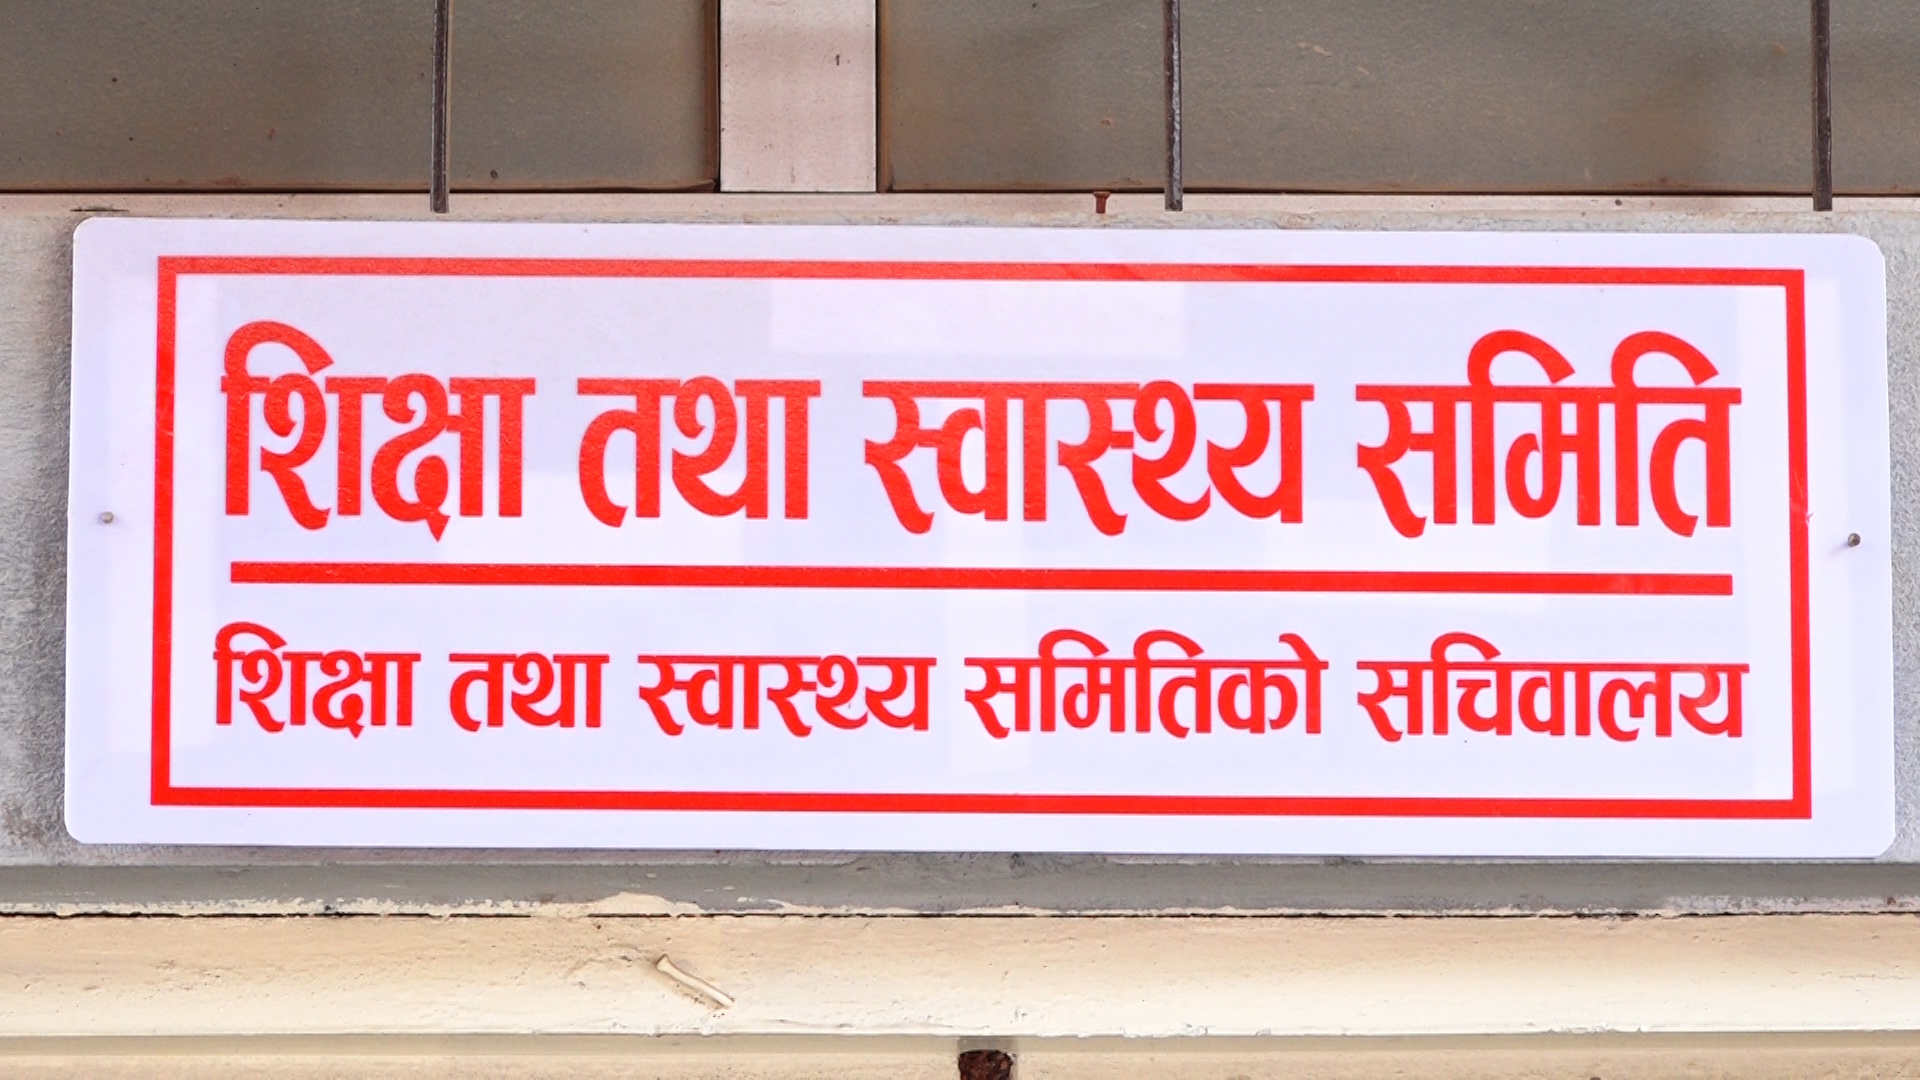 शिक्षा तथा स्वास्थ्य समिति
शिक्षा तथा स्वास्थ्य समितिको सचिवालय